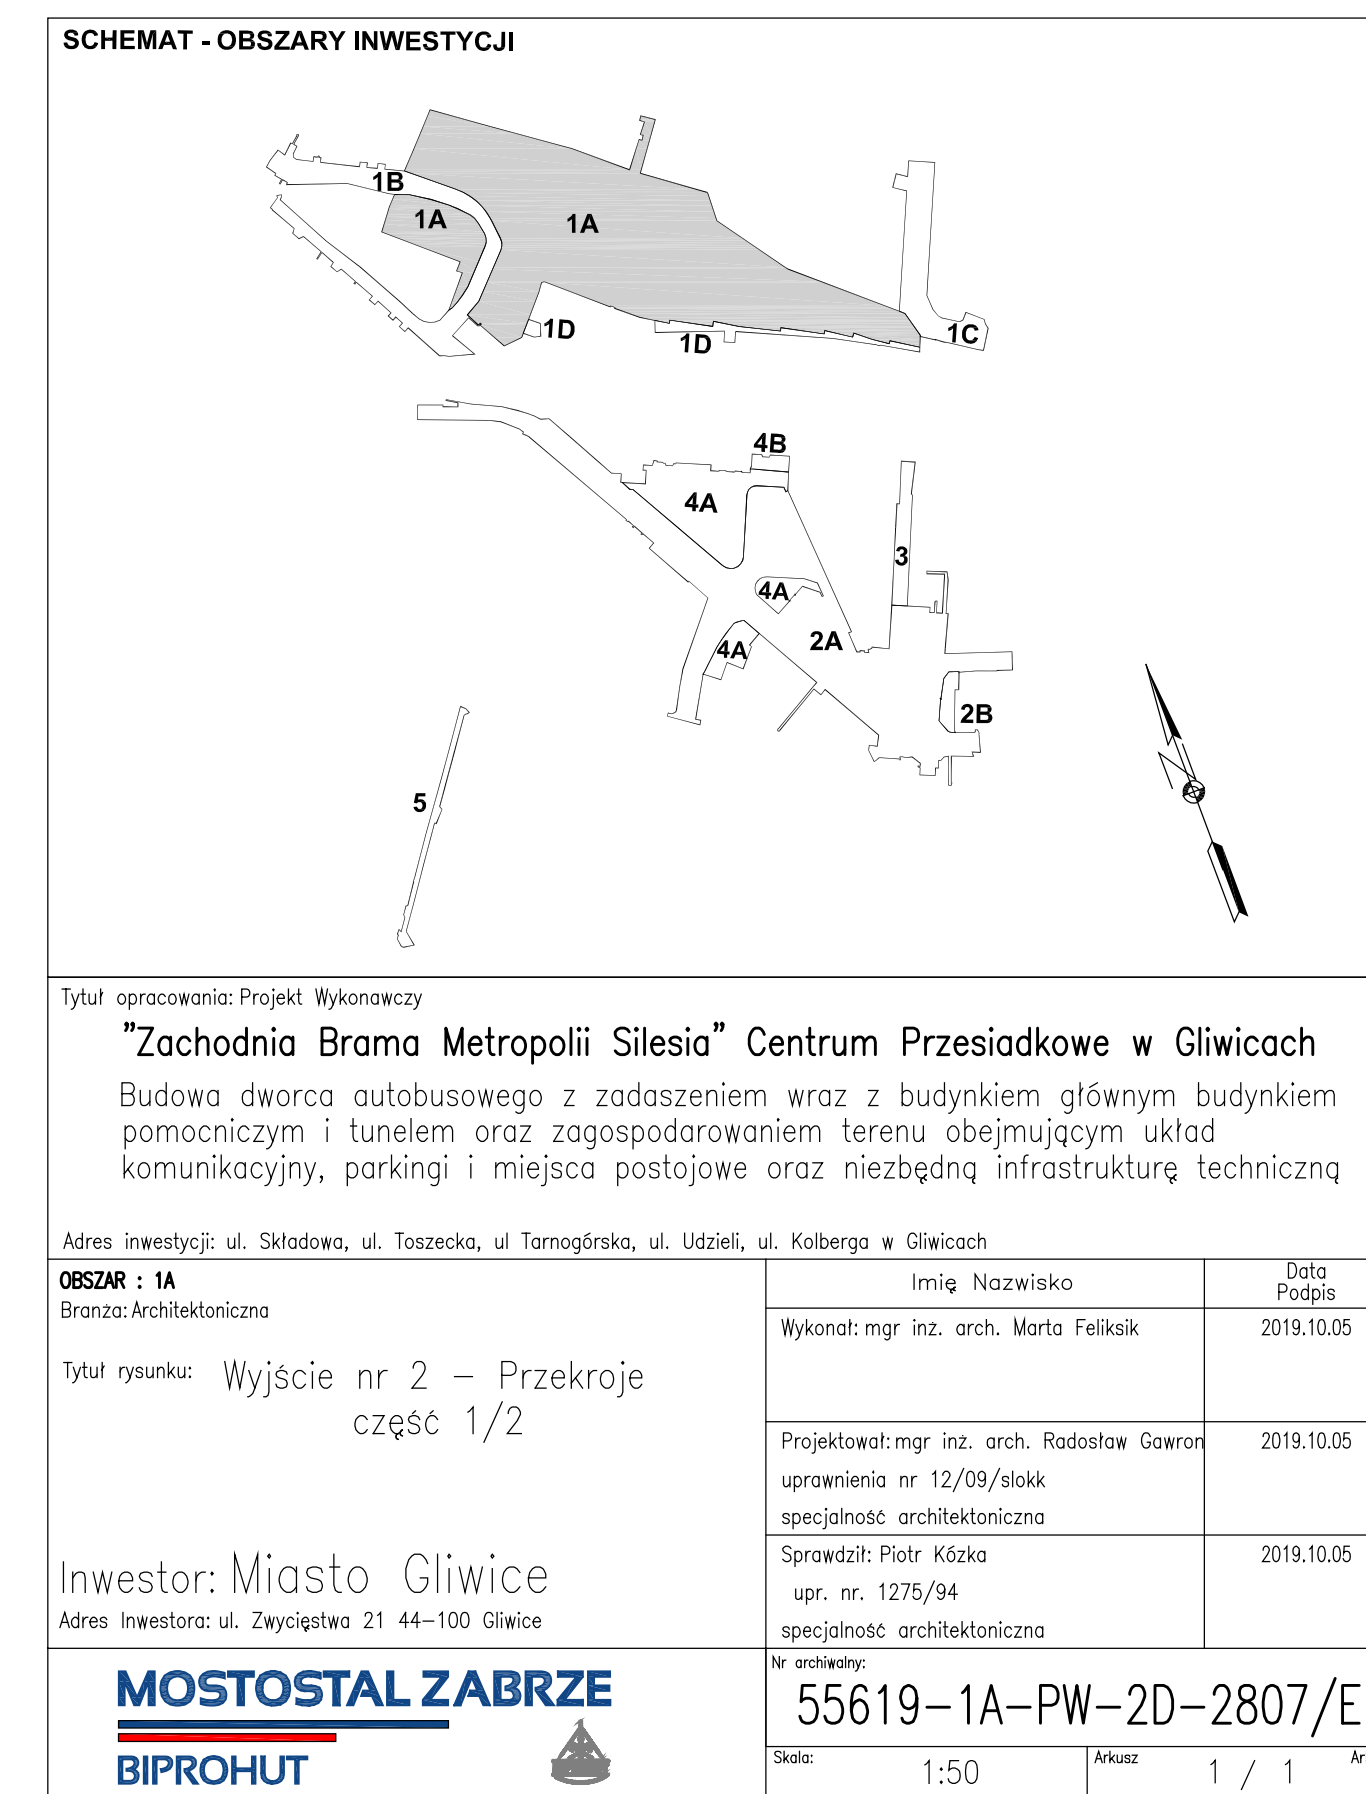 SCHEMAT - OBSZARY INWESTYCJI
1B
1A
1A
1D
1D
1C
4B
4A
3
4A
2A
4A
2B
5
Tytuł opracowania: Projekt Wykonawczy
"Zachodnia Brama Metropolii Silesia" Centrum Przesiadkowe w Gliwicach
Budowa dworca autobusowego z zadaszeniem wraz z budynkiem głównym budynkiem
pomocniczym i tunelem oraz zagospodarowaniem terenu obejmującym układ
komunikacyjny, parkingi i miejsca postojowe oraz niezbędną infrastrukturę techniczną
Adres inwestycji: ul. Składowa, ul. Toszecka, ul Tarnogórska, ul. Udzieli, ul. Kolberga w Gliwicach
OBSZAR : 1A
Branża: Architektoniczna
Tytuł rysunku: Wyjście nr 2 – Przekroje
część 1/2
Inwestor: Miasto Gliwice
Adres Inwestora: ul. Zwycięstwa 21 44–100 Gliwice
Imię Nazwisko
Data
Podpis
Wykonał: mgr inż. arch. Marta Feliksik
2019.10.05
Projektował: mgr inż. arch. Radosław Gawron
2019.10.05
uprawnienia nr 12/09/slokk
specjalność architektoniczna
Sprawdził: Piotr Kózka
2019.10.05
upr. nr. 1275/94
specjalność architektoniczna
MOSTOSTAL ZABRZE
BIPROHUT
Nr archiwalny:
55619–1A–PW–2D–2807/E
Skala:
1:50
Arkusz
1 / 1